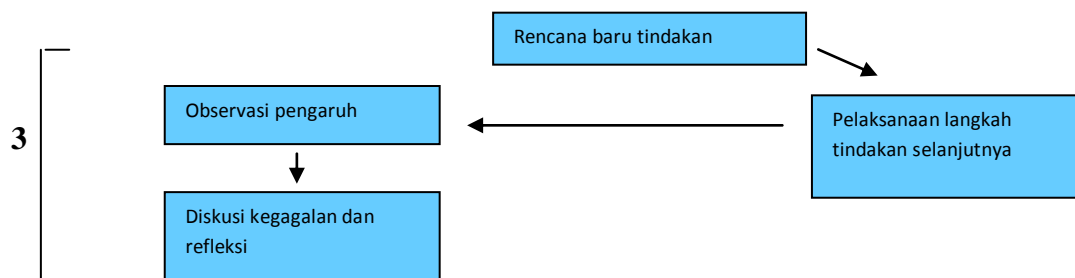 Rencana baru tindakan
3
Observasi pengaruh
Pelaksanaan langkah
tindakan selanjutnya
Diskusi kegagalan dan
refleksi